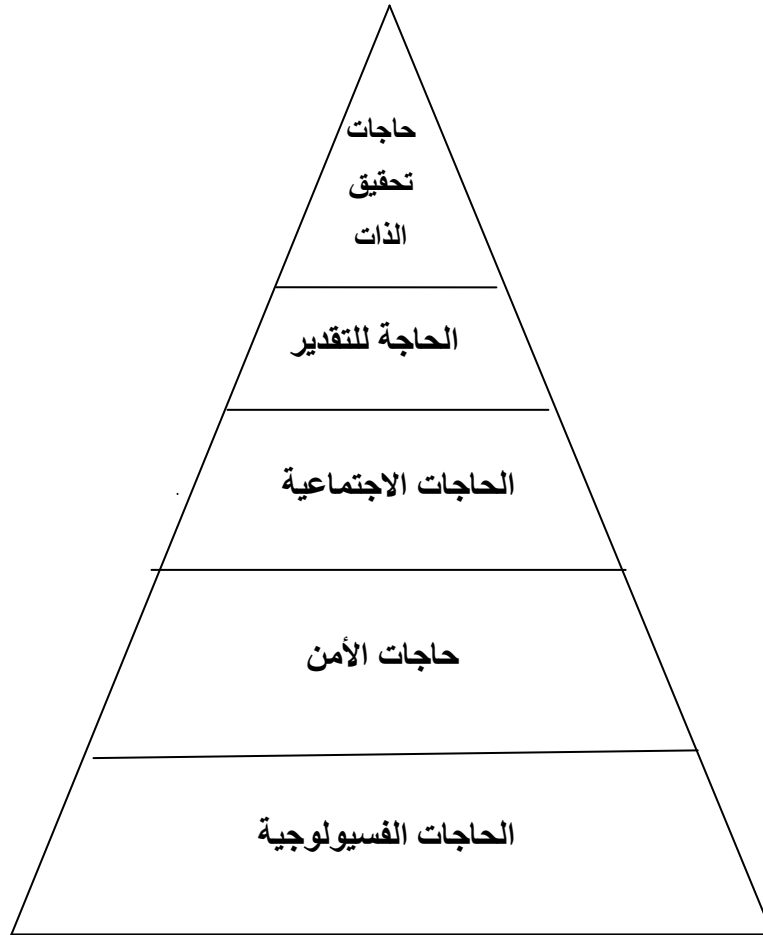 حاجات
تحقيق
الذات
الحاجة للتقدير
الحاجات الاجتماعية
حاجات الأمن
الحاجات الفسيولوجية